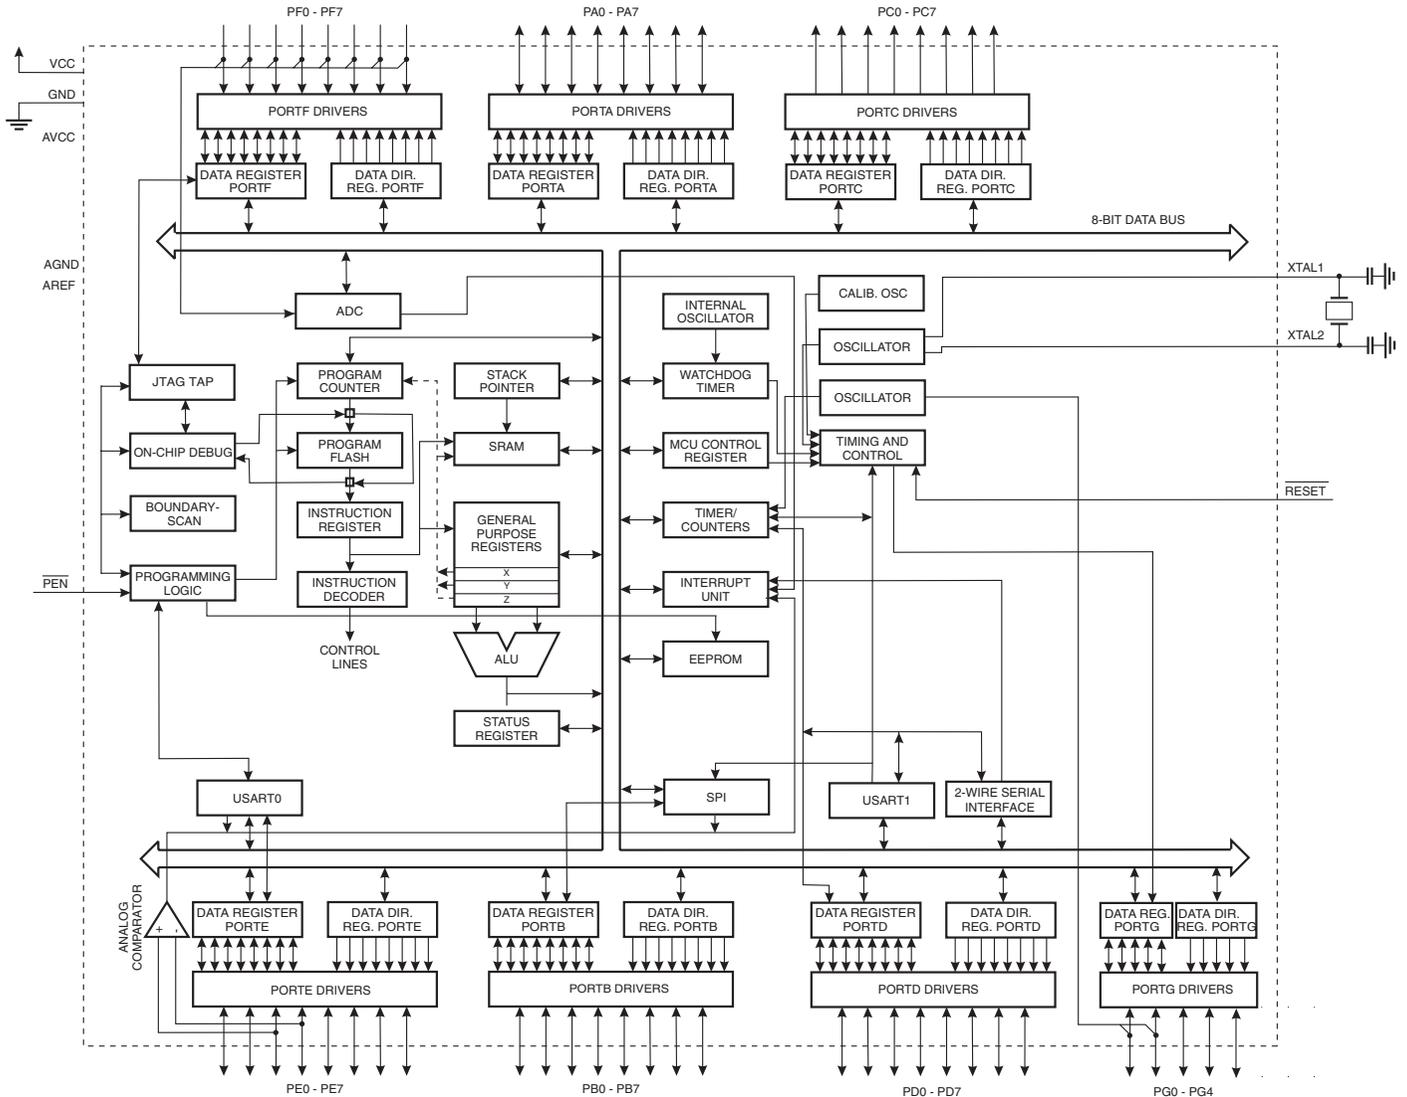 PF0 - PF7
PA0 - PA7
PC0 - PC7
VCC
GND
AVCC
PORTF DRIVERS
PORTA DRIVERS
PORTC DRIVERS
DATA REGISTER
PORTF
DATA DIR.
REG. PORTF
DATA REGISTER
PORTA
DATA DIR.
REG. PORTA
DATA REGISTER
PORTC
DATA DIR.
REG. PORTC
8-BIT DATA BUS
AGND
AREF
XTAL1
XTAL2
ADC
INTERNAL
OSCILLATOR
CALIB. OSC
OSCILLATOR
JTAG TAP
PROGRAM
COUNTER
STACK
POINTER
WATCHDOG
TIMER
OSCILLATOR
ON-CHIP DEBUG
PROGRAM
FLASH
SRAM
MCU CONTROL
REGISTER
TIMING AND
CONTROL
RESET
BOUNDARY-
SCAN
INSTRUCTION
REGISTER
GENERAL
PURPOSE
REGISTERS
X
Y
Z
TIMER/
COUNTERS
PEN
PROGRAMMING
LOGIC
INSTRUCTION
DECODER
INTERRUPT
UNIT
CONTROL
LINES
ALU
EEPROM
STATUS
REGISTER
USART0
SPI
USART1
2-WIRE SERIAL
INTERFACE
ANALOG
COMPARATOR
+
-
DATA REGISTER
PORTE
DATA DIR.
REG. PORTE
DATA REGISTER
PORTB
DATA DIR.
REG. PORTB
DATA REGISTER
PORTD
DATA DIR.
REG. PORTD
DATA REG.
PORTG
DATA DIR.
REG. PORTG
PORTE DRIVERS
PORTB DRIVERS
PORTD DRIVERS
PORTG DRIVERS
PE0 - PE7
PB0 - PB7
PD0 - PD7
PG0 - PG4